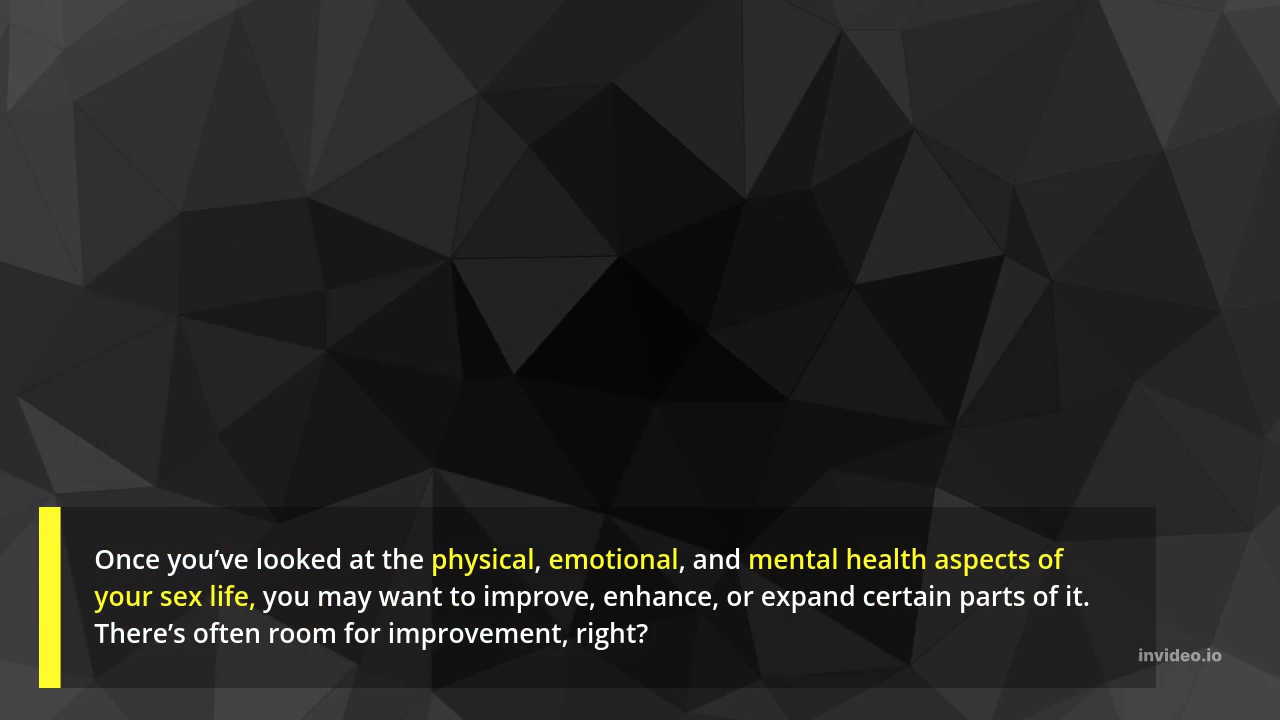 Once you’ve looked at the physical, emotional, and mental health aspects of
your sex life, you may want to improve, enhance, or expand certain parts of it.
There’s often room for improvement, right?
invideo.io